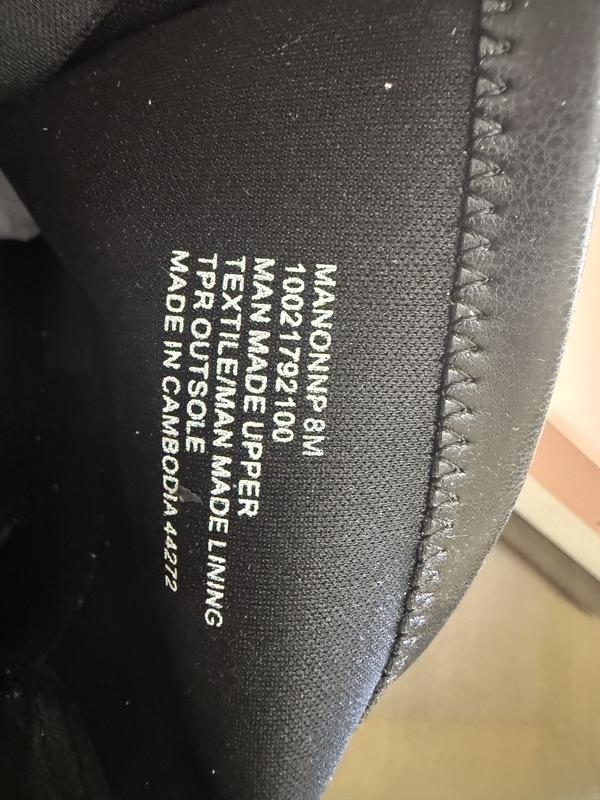 MANONNP 8M
10021792100
MAN MADE UPPER
TEXTILE/MAN MADE LINING
TPR OUTSOLE
MADE IN CAMBODIA 44272